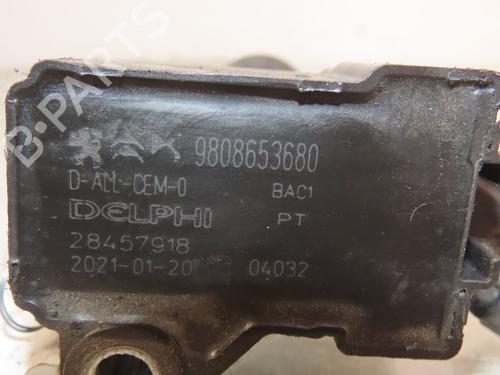 B-PARTS
9808653680
D-ALL-CEM-0 BAC1
DELPHI PT
28457918
2021-01-20 04032